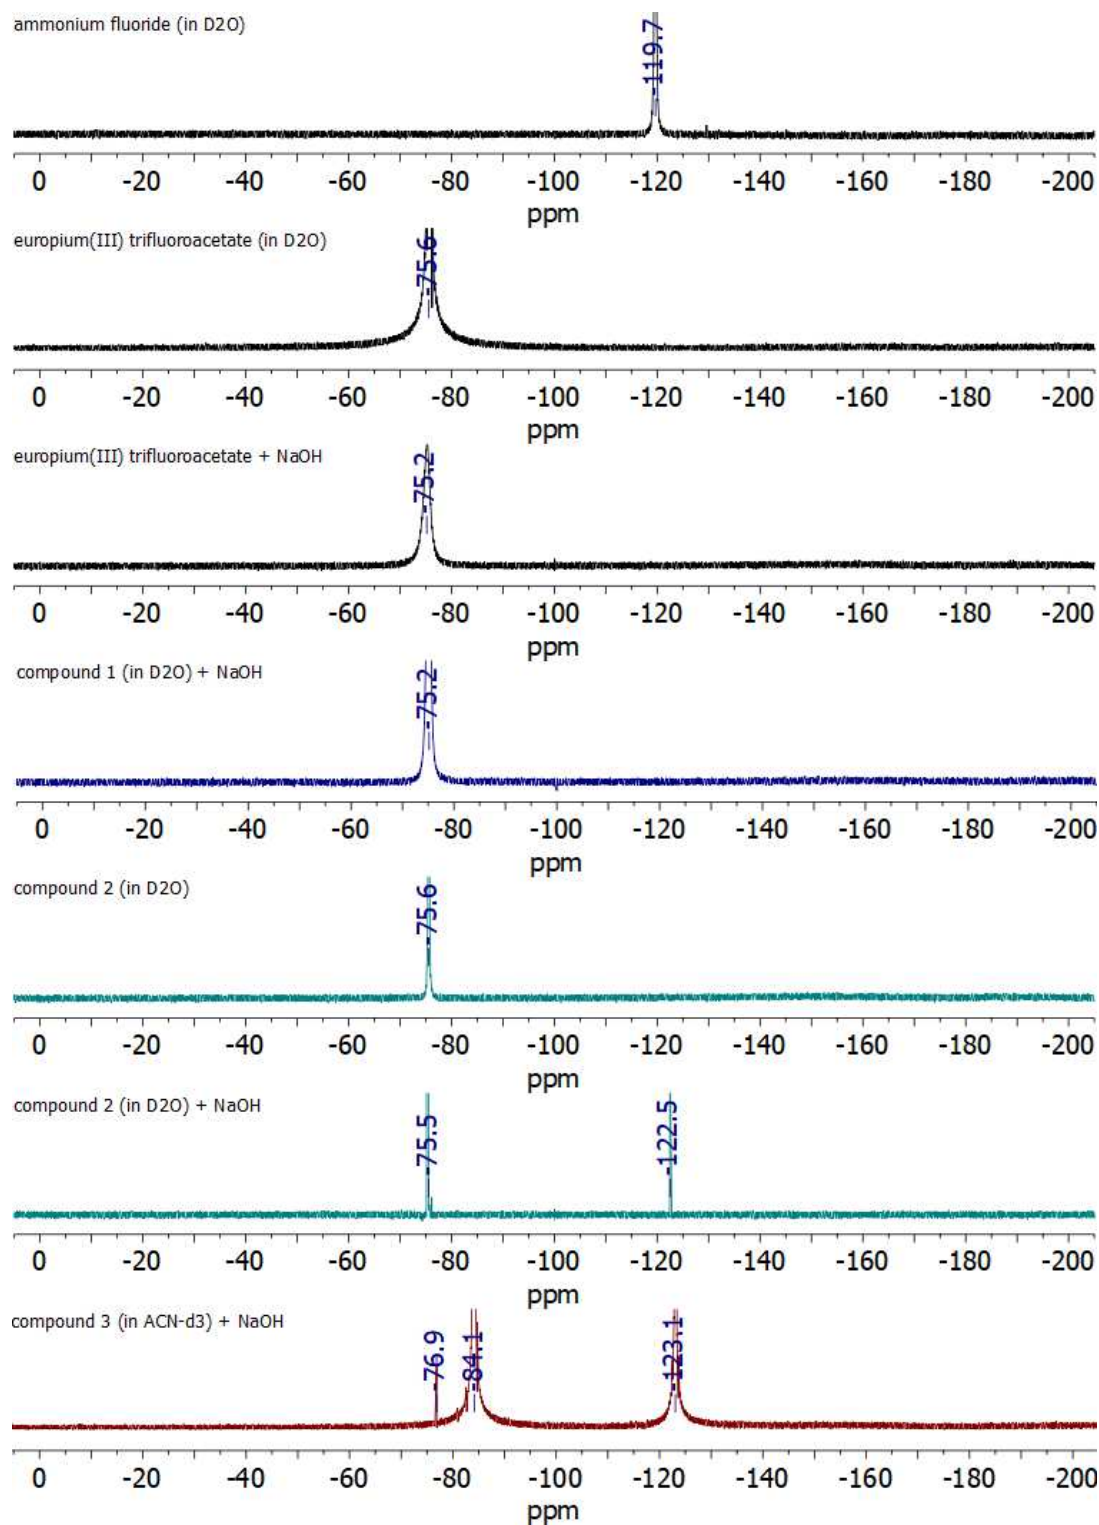 ammonium fluoride (in D2O)
-119.7
0 -20 -40 -60 -80 -100 -120 -140 -160 -180 -200
ppm
europium(III) trifluoroacetate (in D2O)
-75.6
0 -20 -40 -60 -80 -100 -120 -140 -160 -180 -200
ppm
europium(III) trifluoroacetate + NaOH
-75.2
0 -20 -40 -60 -80 -100 -120 -140 -160 -180 -200
ppm
compound 1 (in D2O) + NaOH
-75.2
0 -20 -40 -60 -80 -100 -120 -140 -160 -180 -200
ppm
compound 2 (in D2O)
-75.6
0 -20 -40 -60 -80 -100 -120 -140 -160 -180 -200
ppm
compound 2 (in D2O) + NaOH
-75.5 -122.5
0 -20 -40 -60 -80 -100 -120 -140 -160 -180 -200
ppm
compound 3 (in ACN-d3) + NaOH
-76.9 -84.1 -123.1
0 -20 -40 -60 -80 -100 -120 -140 -160 -180 -200
ppm